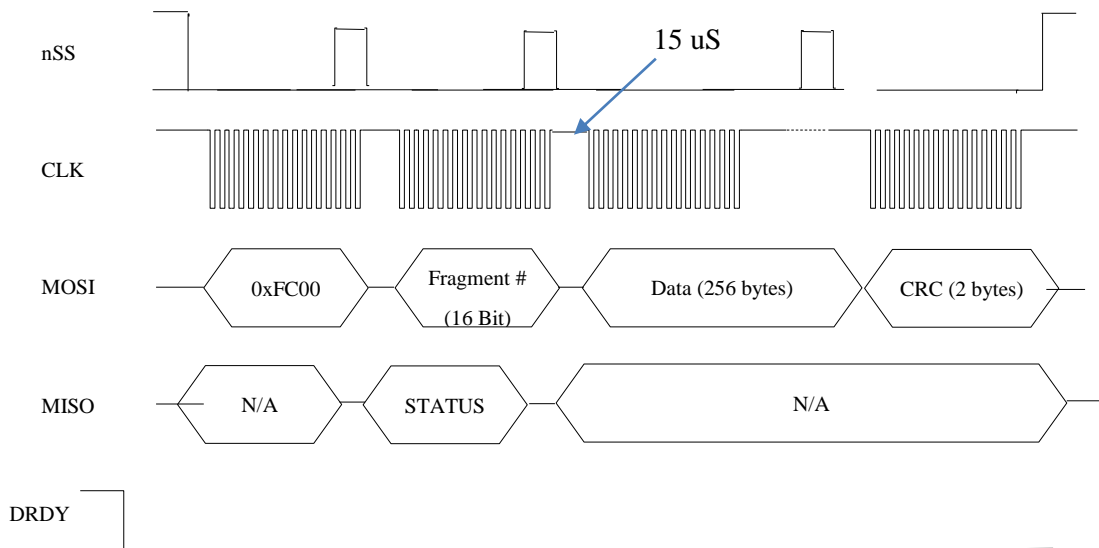 nSS
15 uS
CLK
MOSI
0xFC00
Fragment #
(16 Bit)
Data (256 bytes)
CRC (2 bytes)
MISO
N/A
STATUS
N/A
DRDY